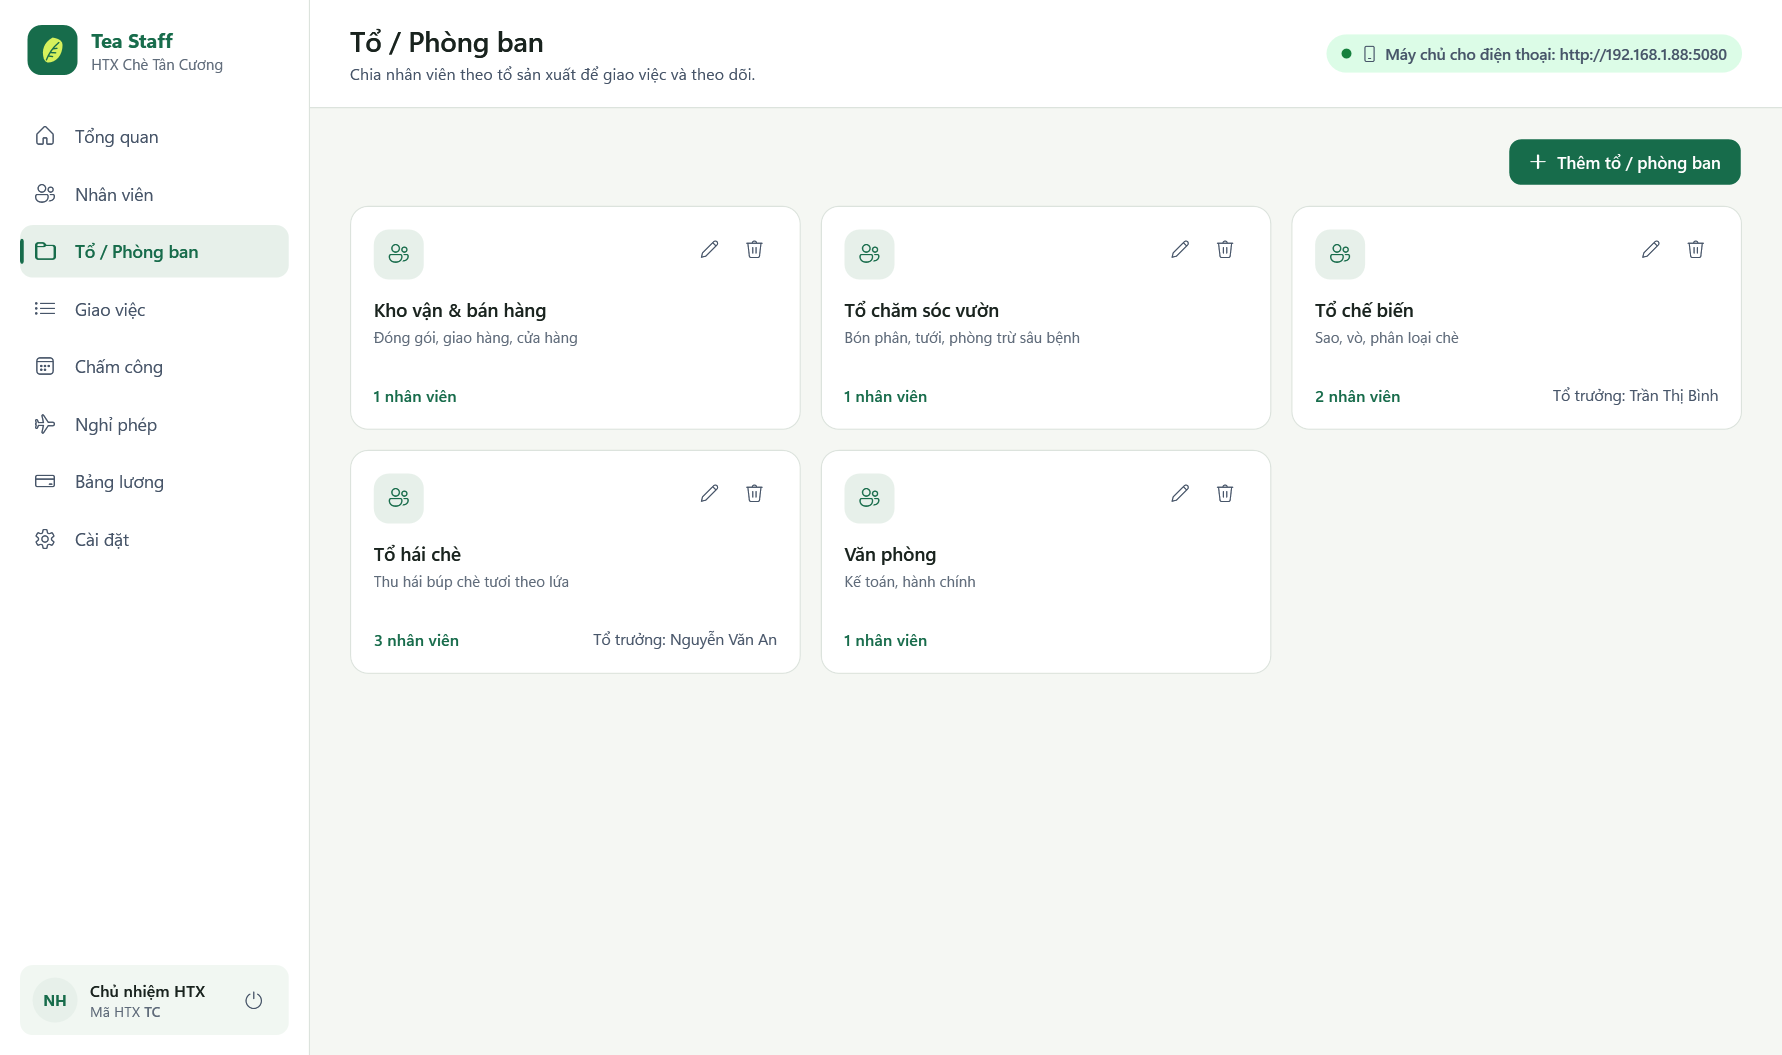 Tea Staff
HTX Chè Tân Cương
Tổng quan
Nhân viên
Tổ / Phòng ban
Giao việc
Chấm công
Nghỉ phép
Bảng lương
Cài đặt
NH
Chủ nhiệm HTX
Mã HTX TC
Tổ / Phòng ban
Chia nhân viên theo tổ sản xuất để giao việc và theo dõi.
Máy chủ cho điện thoại: http://192.168.1.88:5080
Thêm tổ / phòng ban
Kho vận & bán hàng
Đóng gói, giao hàng, cửa hàng
1 nhân viên
Tổ chăm sóc vườn
Bón phân, tưới, phòng trừ sâu bệnh
1 nhân viên
Tổ chế biến
Sao, vò, phân loại chè
2 nhân viên
Tổ trưởng: Trần Thị Bình
Tổ hái chè
Thu hái búp chè tươi theo lứa
3 nhân viên
Tổ trưởng: Nguyễn Văn An
Văn phòng
Kế toán, hành chính
1 nhân viên